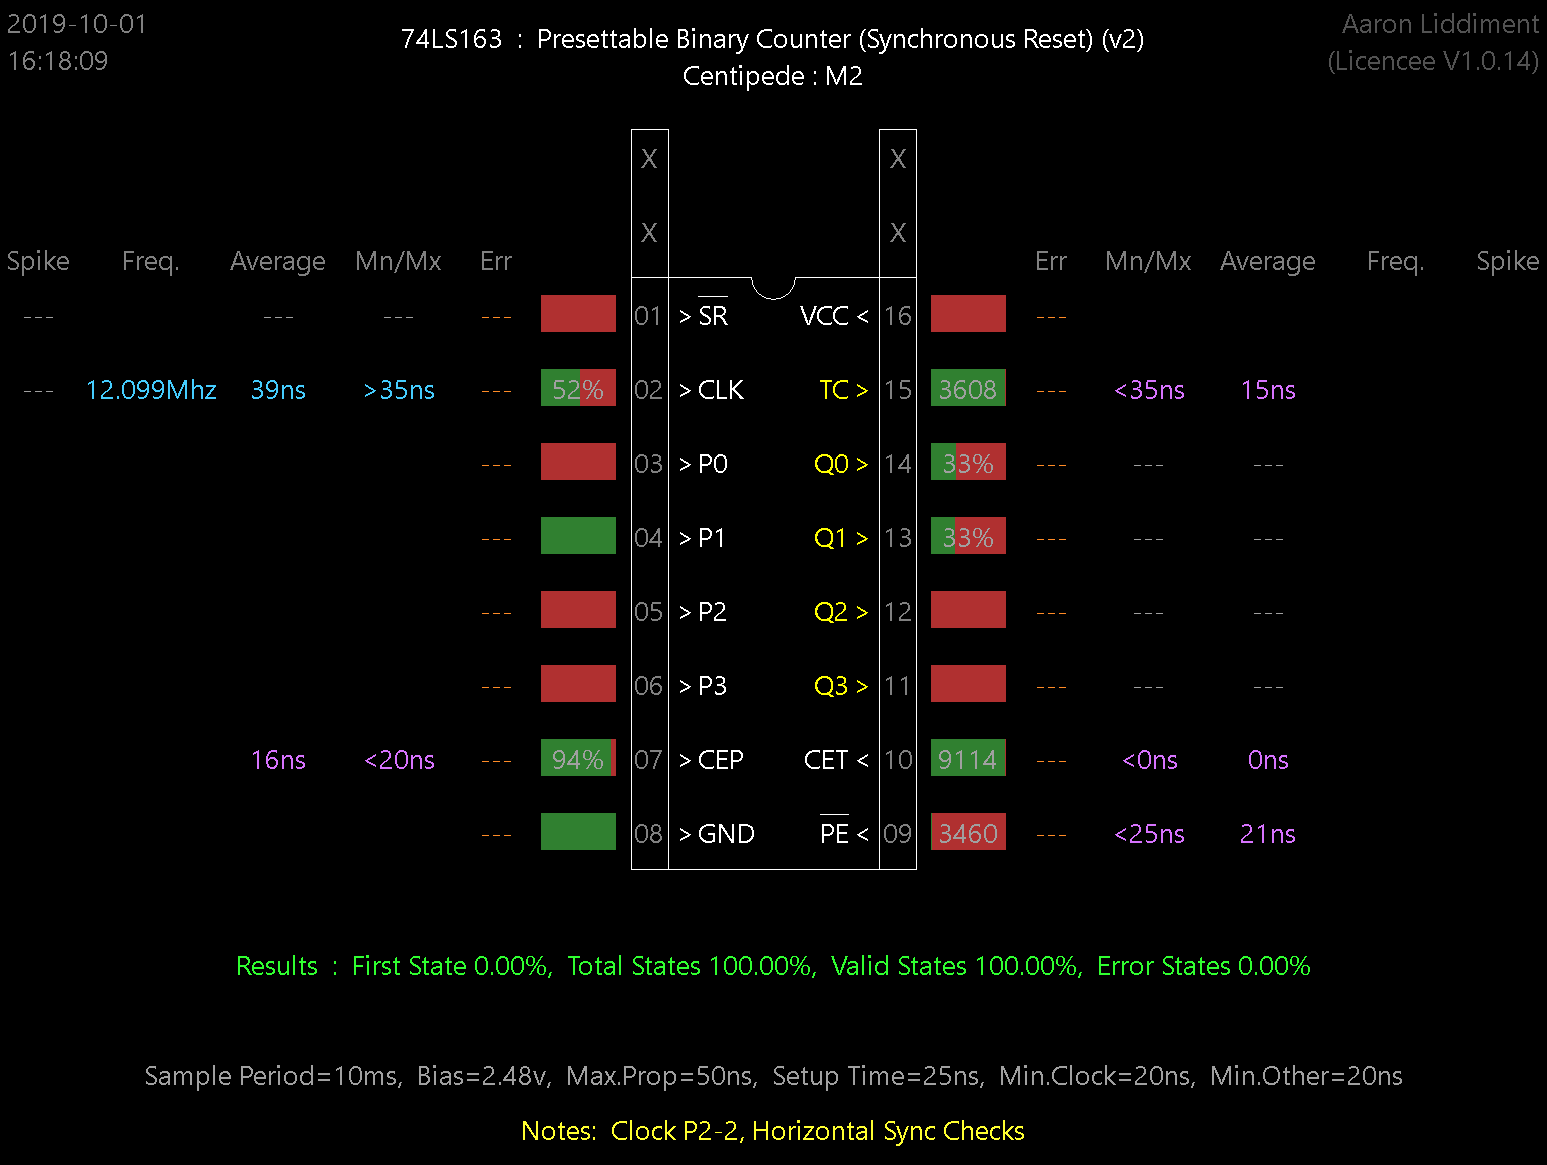 2019-10-01
16:18:09
74LS163 : Presettable Binary Counter (Synchronous Reset) (v2)
Centipede : M2
Aaron Liddiment
(Licencee V1.0.14)
X X
X X
Spike Freq. Average Mn/Mx Err Err Mn/Mx Average Freq. Spike
--- --- --- --- 01 > SR VCC < 16 ---
--- 12.099Mhz 39ns >35ns --- 52% 02 > CLK TC > 15 3608 --- <35ns 15ns
--- 03 > P0 Q0 > 14 33% --- --- ---
--- 04 > P1 Q1 > 13 33% --- --- ---
--- 05 > P2 Q2 > 12 --- --- ---
--- 06 > P3 Q3 > 11 --- --- ---
16ns <20ns --- 94% 07 > CEP CET < 10 9114 --- <0ns 0ns
--- 08 > GND PE < 09 3460 --- <25ns 21ns
Results : First State 0.00%, Total States 100.00%, Valid States 100.00%, Error States 0.00%
Sample Period=10ms, Bias=2.48v, Max.Prop=50ns, Setup Time=25ns, Min.Clock=20ns, Min.Other=20ns
Notes: Clock P2-2, Horizontal Sync Checks